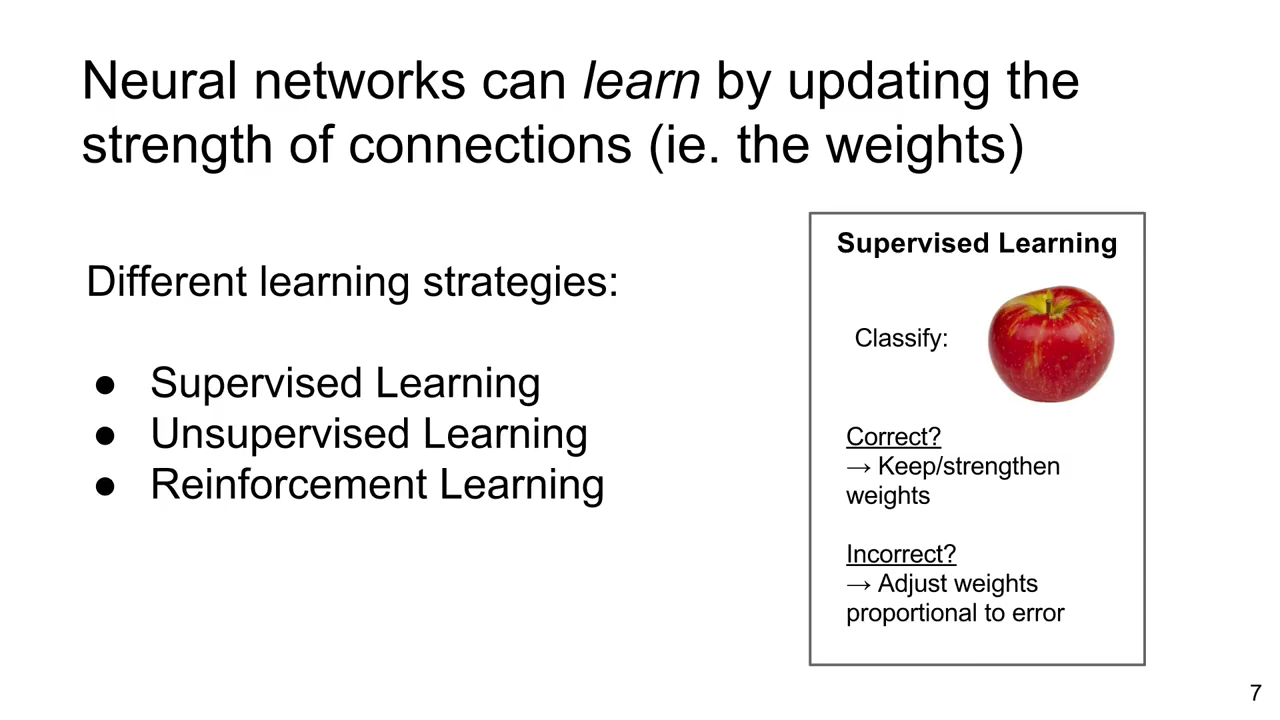 Neural networks can learn by updating the
strength of connections (ie. the weights)
Different learning strategies:
● Supervised Learning
● Unsupervised Learning
● Reinforcement Learning
Supervised Learning
Classify:
Correct?
→ Keep/strengthen
weights
Incorrect?
→ Adjust weights
proportional to error
7